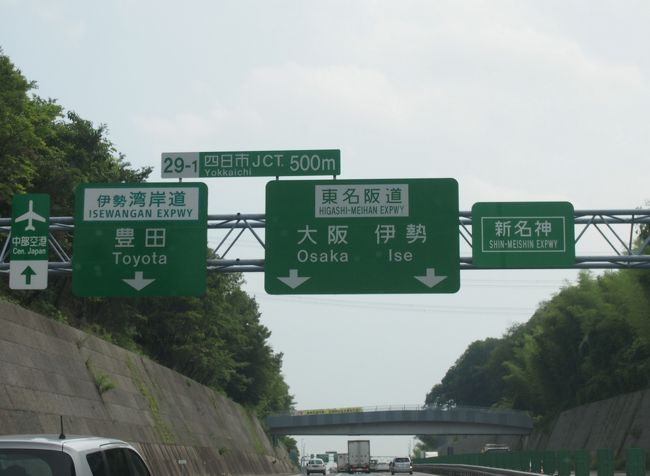 29-1 四日市JCT. 500m
Yokkaichi
中部空港
Cen. Japan
伊勢湾岸道
ISEWANGAN EXPWY
豊田
Toyota
東名阪道
HIGASHI-MEIHAN EXPWY
大阪 伊勢
Osaka Ise
新名神
SHIN-MEISHIN EXPWY